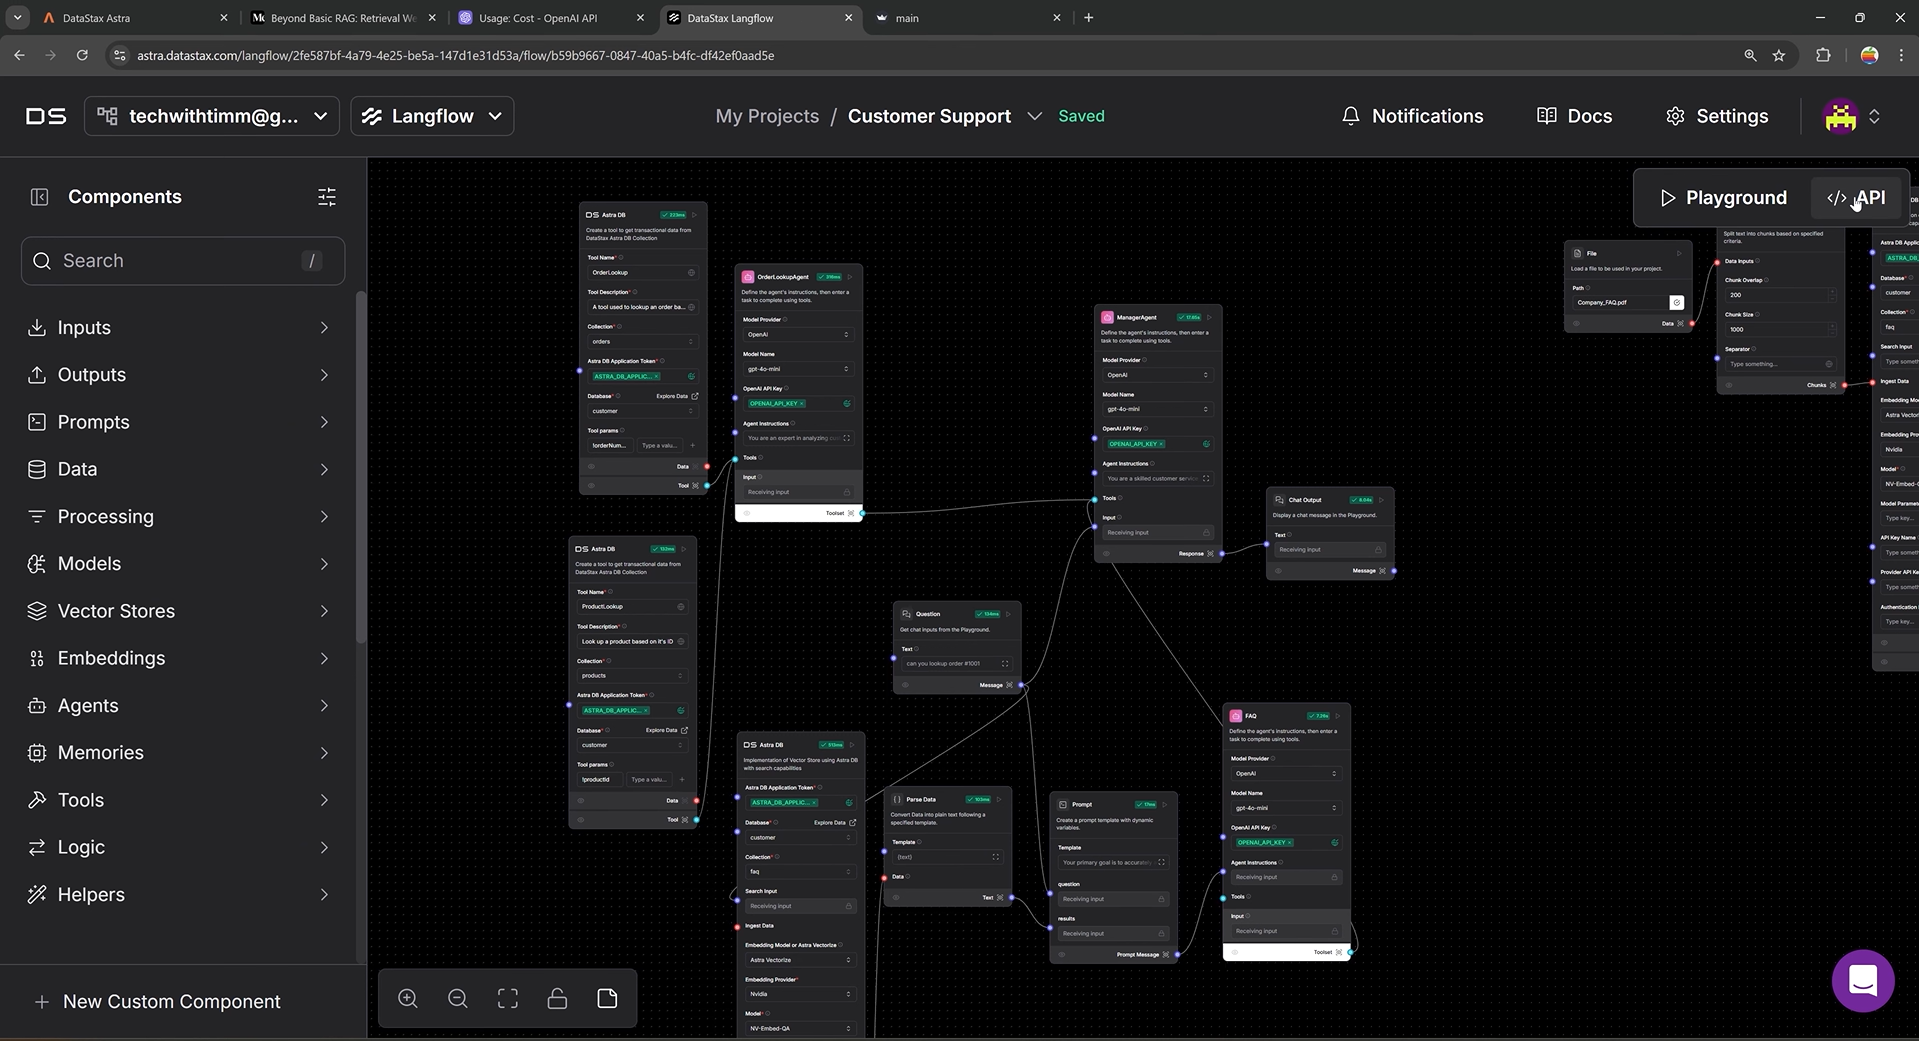 DataStax Astra
Beyond Basic RAG: Retrieval We
Usage: Cost - OpenAI API
DataStax Langflow
main
astra.datastax.com/langflow/2fe587bf-4a79-4e25-be5a-147d1e31d53a/flow/b59b9667-0847-40a5-b4fc-df42ef0aad5e
DS
techwithtimm@g...
Langflow
My Projects / Customer Support
Saved
Notifications
Docs
Settings
Components
Search
/
Inputs
Outputs
Prompts
Data
Processing
Models
Vector Stores
Embeddings
Agents
Memories
Tools
Logic
Helpers
New Custom Component
Playground
API
DS Astra DB
Create a tool to get transactional data from
DataStax Astra DB Collection
Tool Name*
OrderLookup
Tool Description*
A tool used to lookup an order ba...
Collection*
orders
Astra DB Application Token*
ASTRA_DB_APPLIC...
Database*
Explore Data
customer
Tool params
!orderNum...
Type a valu...
Data
Tool
OrderLookupAgent
Define the agent's instructions, then enter a
task to complete using tools.
Model Provider
OpenAI
Model Name
gpt-4o-mini
OpenAI API Key
OPENAI_API_KEY
Agent Instructions
You are an expert in analyzing
Tools
Input
Receiving input
Toolset
DS Astra DB
132ms
Create a tool to get transactional data from
DataStax Astra DB Collection
Tool Name*
ProductLookup
Tool Description*
Look up a product based on it's ID
Collection*
products
Astra DB Application Token*
ASTRA_DB_APPLIC...
Database*
Explore Data
customer
Tool params
!productId
Type a valu...
Data
Tool
DS Astra DB
Implementation of Vector Store using Astra DB
with search capabilities
Astra DB Application Token*
ASTRA_DB_APPLIC...
Database*
Explore Data
customer
Collection*
faq
Search Input
Receiving input
Ingest Data
Embedding Model or Astra Vectorize
Astra Vectorize
Embedding Provider*
Nvidia
Model*
NV-Embed-QA
Question
Get chat inputs from the Playground.
Text
can you lookup order #1001
Message
Parse Data
103ms
Convert Data into plain text following a
specified template.
Template
{text}
Data
Text
Prompt
17ms
Create a prompt template with dynamic
variables.
Template
Your primary goal is to accurately
question
Receiving input
results
Receiving input
Prompt Message
ManagerAgent
Define the agent's instructions, then enter a
task to complete using tools.
Model Provider
OpenAI
Model Name
gpt-4o-mini
OpenAI API Key
OPENAI_API_KEY
Agent Instructions
You are a skilled customer service
Tools
Input
Receiving input
Response
Chat Output
Display a chat message in the Playground.
Text
Receiving input
Message
FAQ
Define the agent's instructions, then enter a
task to complete using tools.
Model Provider
OpenAI
Model Name
gpt-4o-mini
OpenAI API Key
OPENAI_API_KEY
Agent Instructions
Receiving input
Tools
Input
Receiving input
Toolset
File
Load a file to be used in your project.
Path
Company_FAQ.pdf
Data
Split text into chunks based on specified
criteria.
Data Inputs
Chunk Overlap
200
Chunk Size
1000
Separator
Type something...
Chunks
Astra DB Applic
ASTRA_DB
Database*
customer
Collection*
faq
Search Input
Type someth
Ingest Data
Embedding Mo
Astra Vector
Embedding Pro
Nvidia
Model*
NV-Embed-
Model Paramet
Type key...
API Key Name
Type someth
Provider API Ke
Type someth
Authentication
Type key...